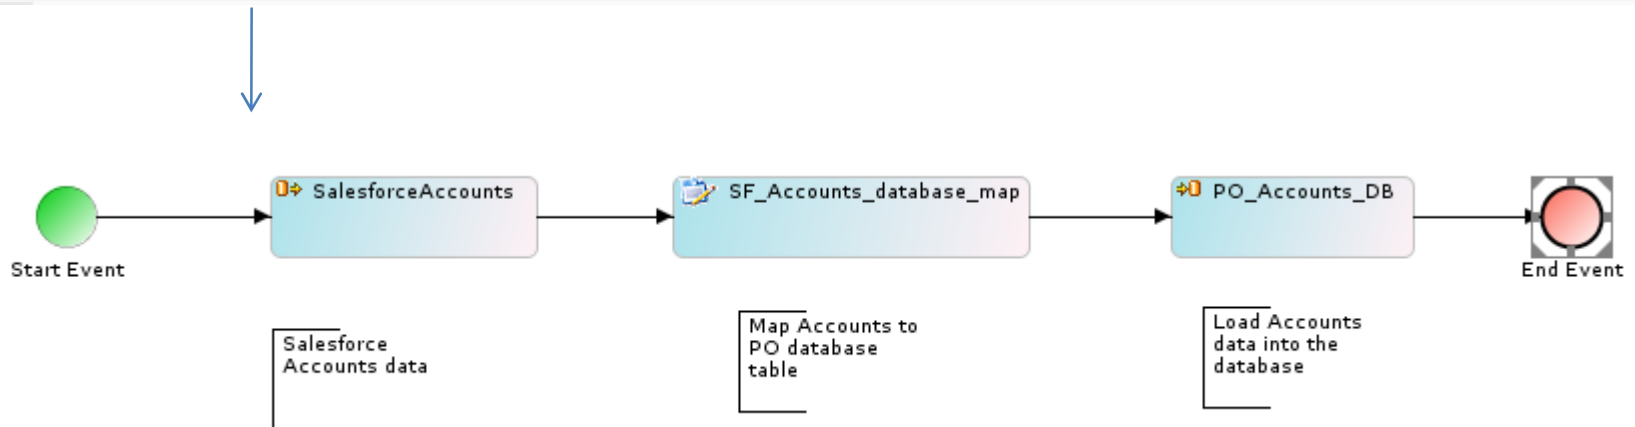 SalesforceAccounts
SF_Accounts_database_map
PO_Accounts_DB
Start Event
End Event
Salesforce
Accounts data
Map Accounts to
PO database
table
Load Accounts
data into the
database